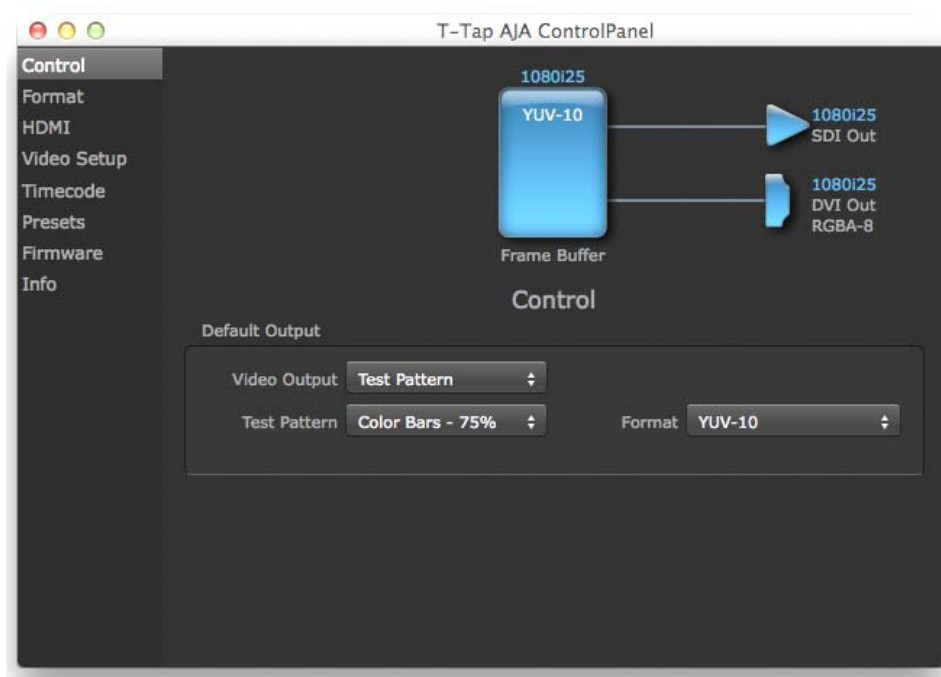 T-Tap AJA ControlPanel
Control
Format
HDMI
Video Setup
Timecode
Presets
Firmware
Info
1080i25
YUV-10
Frame Buffer
1080i25
SDI Out
1080i25
DVI Out
RGBA-8
Control
Default Output
Video Output Test Pattern
Test Pattern Color Bars - 75% Format YUV-10